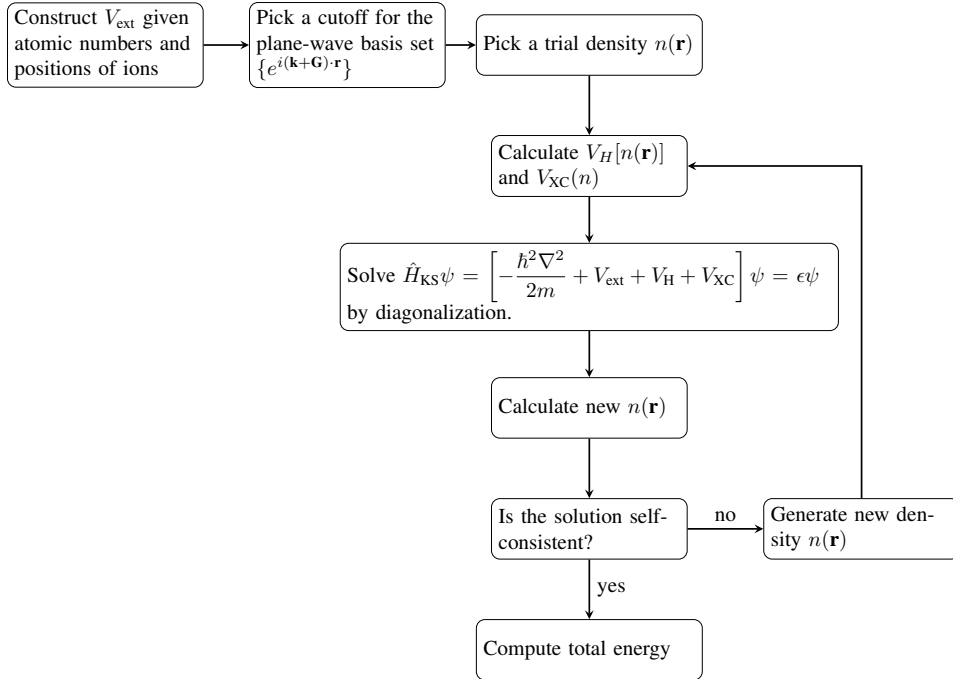 Construct V_ext given
atomic numbers and
positions of ions
Pick a cutoff for the
plane-wave basis set
{e^{i(k+G)·r}}
Pick a trial density n(r)
Calculate V_H[n(r)]
and V_XC(n)
Solve Ĥ_KS ψ = [−ħ²∇²/2m + V_ext + V_H + V_XC] ψ = ϵψ
by diagonalization.
Calculate new n(r)
Is the solution self-
consistent?
no
Generate new den-
sity n(r)
yes
Compute total energy